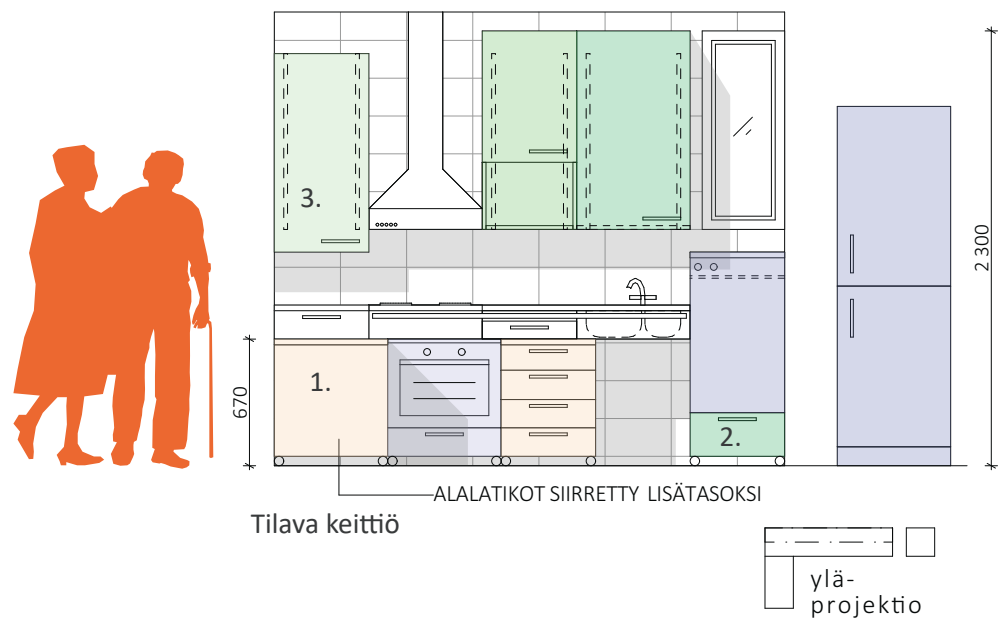 3.
2 300
1.
670
2.
ALALATIKOT SIIRRETTY LISÄTASOKSI
Tilava keittiö
ylä-
projektio